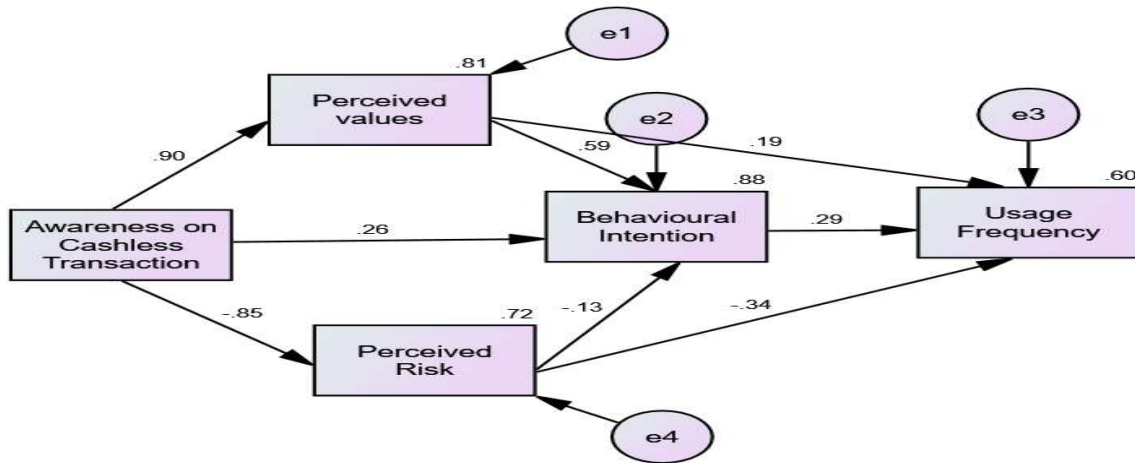 e1
.81
Perceived
values
e2
e3
.59
.19
.90
.88
.60
Awareness on
Cashless
Transaction
.26
Behavioural
Intention
.29
Usage
Frequency
-.85
.72
-.13
-.34
Perceived
Risk
e4